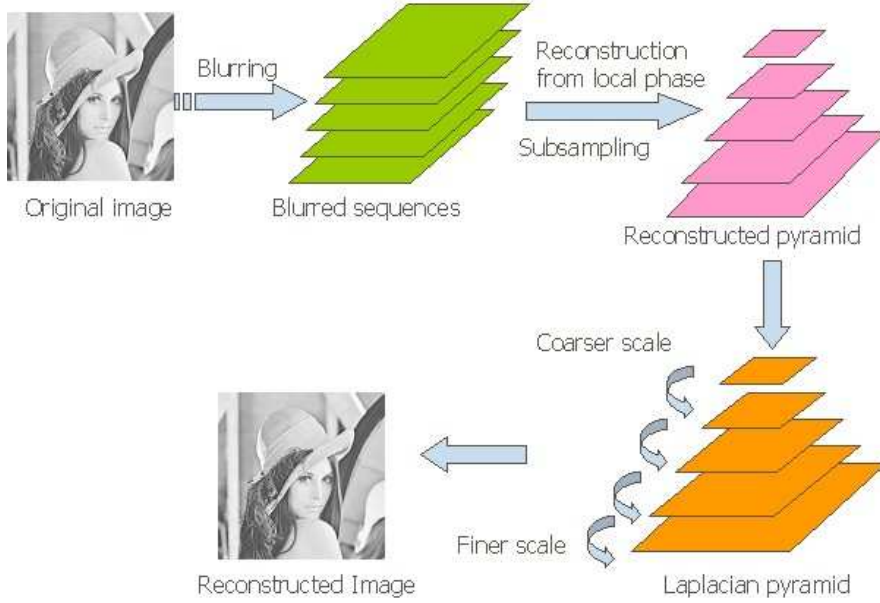 Blurring
Reconstruction
from local phase
Subsampling
Original image
Blurred sequences
Reconstructed pyramid
Coarser scale
Finer scale
Reconstructed Image
Laplacian pyramid